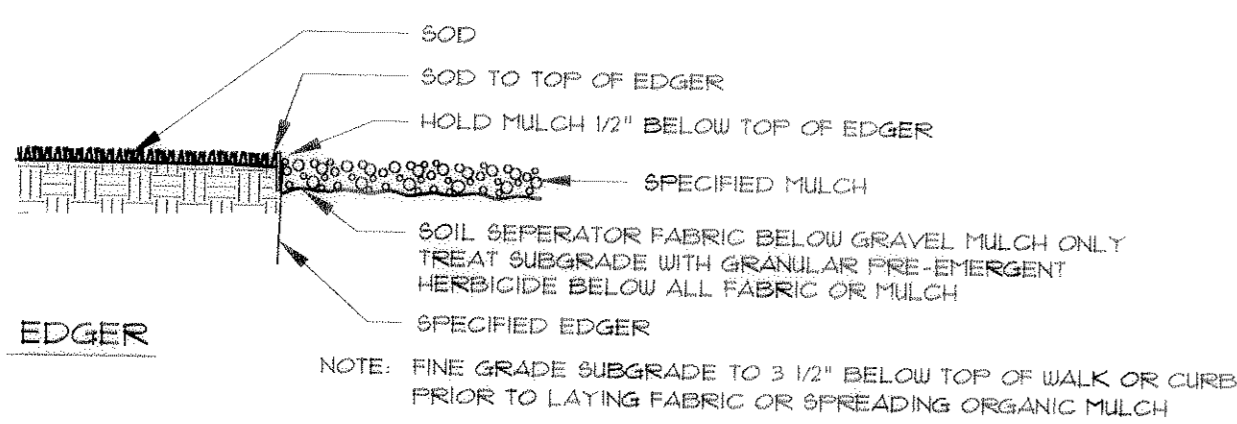 SOD
SOD TO TOP OF EDGER
HOLD MULCH 1/2" BELOW TOP OF EDGER
SPECIFIED MULCH
SOIL SEPERATOR FABRIC BELOW GRAVEL MULCH ONLY
TREAT SUBGRADE WITH GRANULAR PRE-EMERGENT
HERBICIDE BELOW ALL FABRIC OR MULCH
SPECIFIED EDGER
EDGER
NOTE: FINE GRADE SUBGRADE TO 3 1/2" BELOW TOP OF WALK OR CURB
PRIOR TO LAYING FABRIC OR SPREADING ORGANIC MULCH